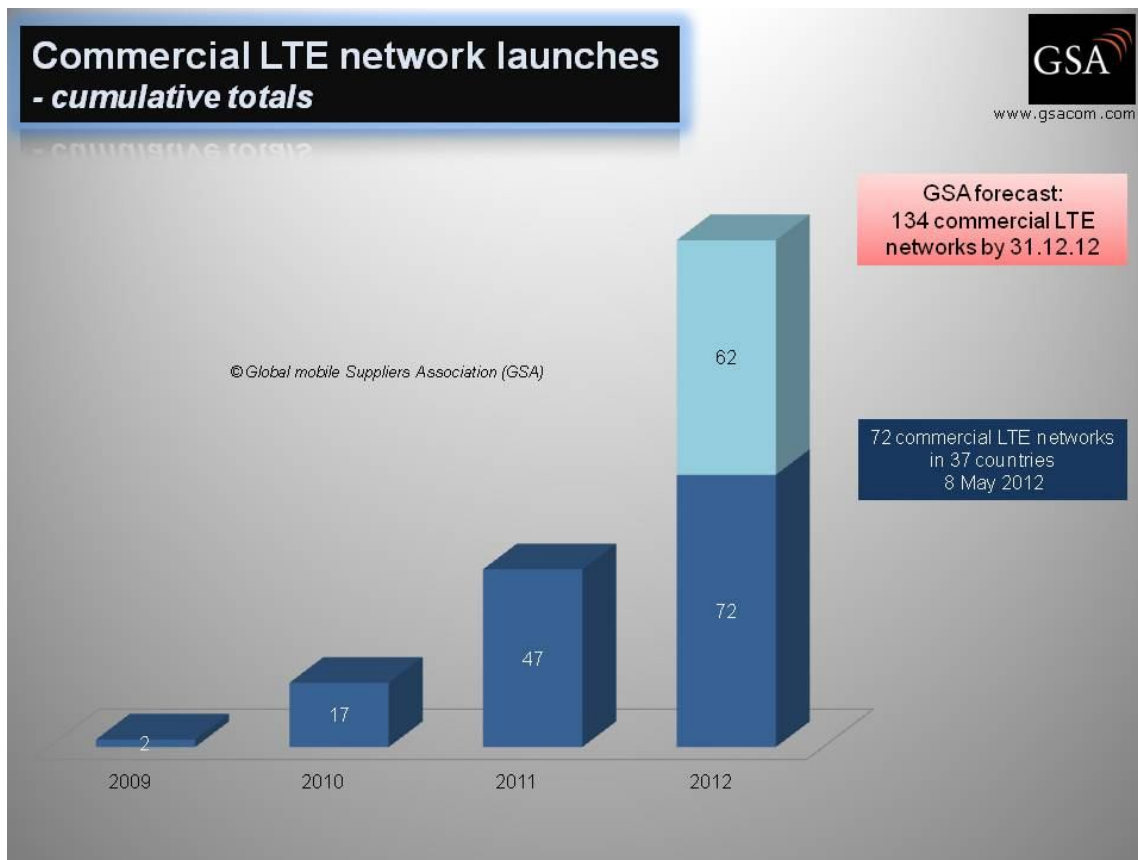 Commercial LTE network launches
- cumulative totals
GSA
www.gsacom.com
GSA forecast:
134 commercial LTE
networks by 31.12.12
62
© Global mobile Suppliers Association (GSA)
72 commercial LTE networks
in 37 countries
8 May 2012
72
47
17
2
2009
2010
2011
2012